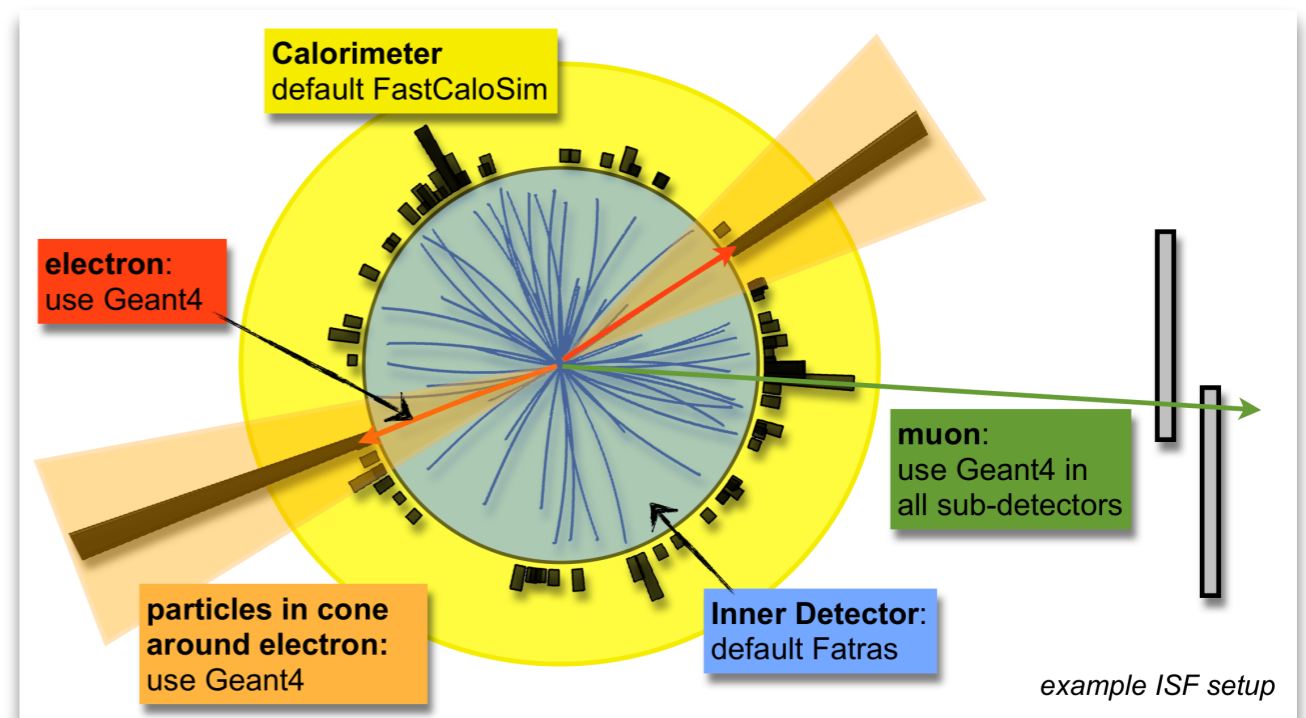 Calorimeter
default FastCaloSim
electron:
use Geant4
muon:
use Geant4 in
all sub-detectors
particles in cone
around electron:
use Geant4
Inner Detector:
default Fatras
example ISF setup